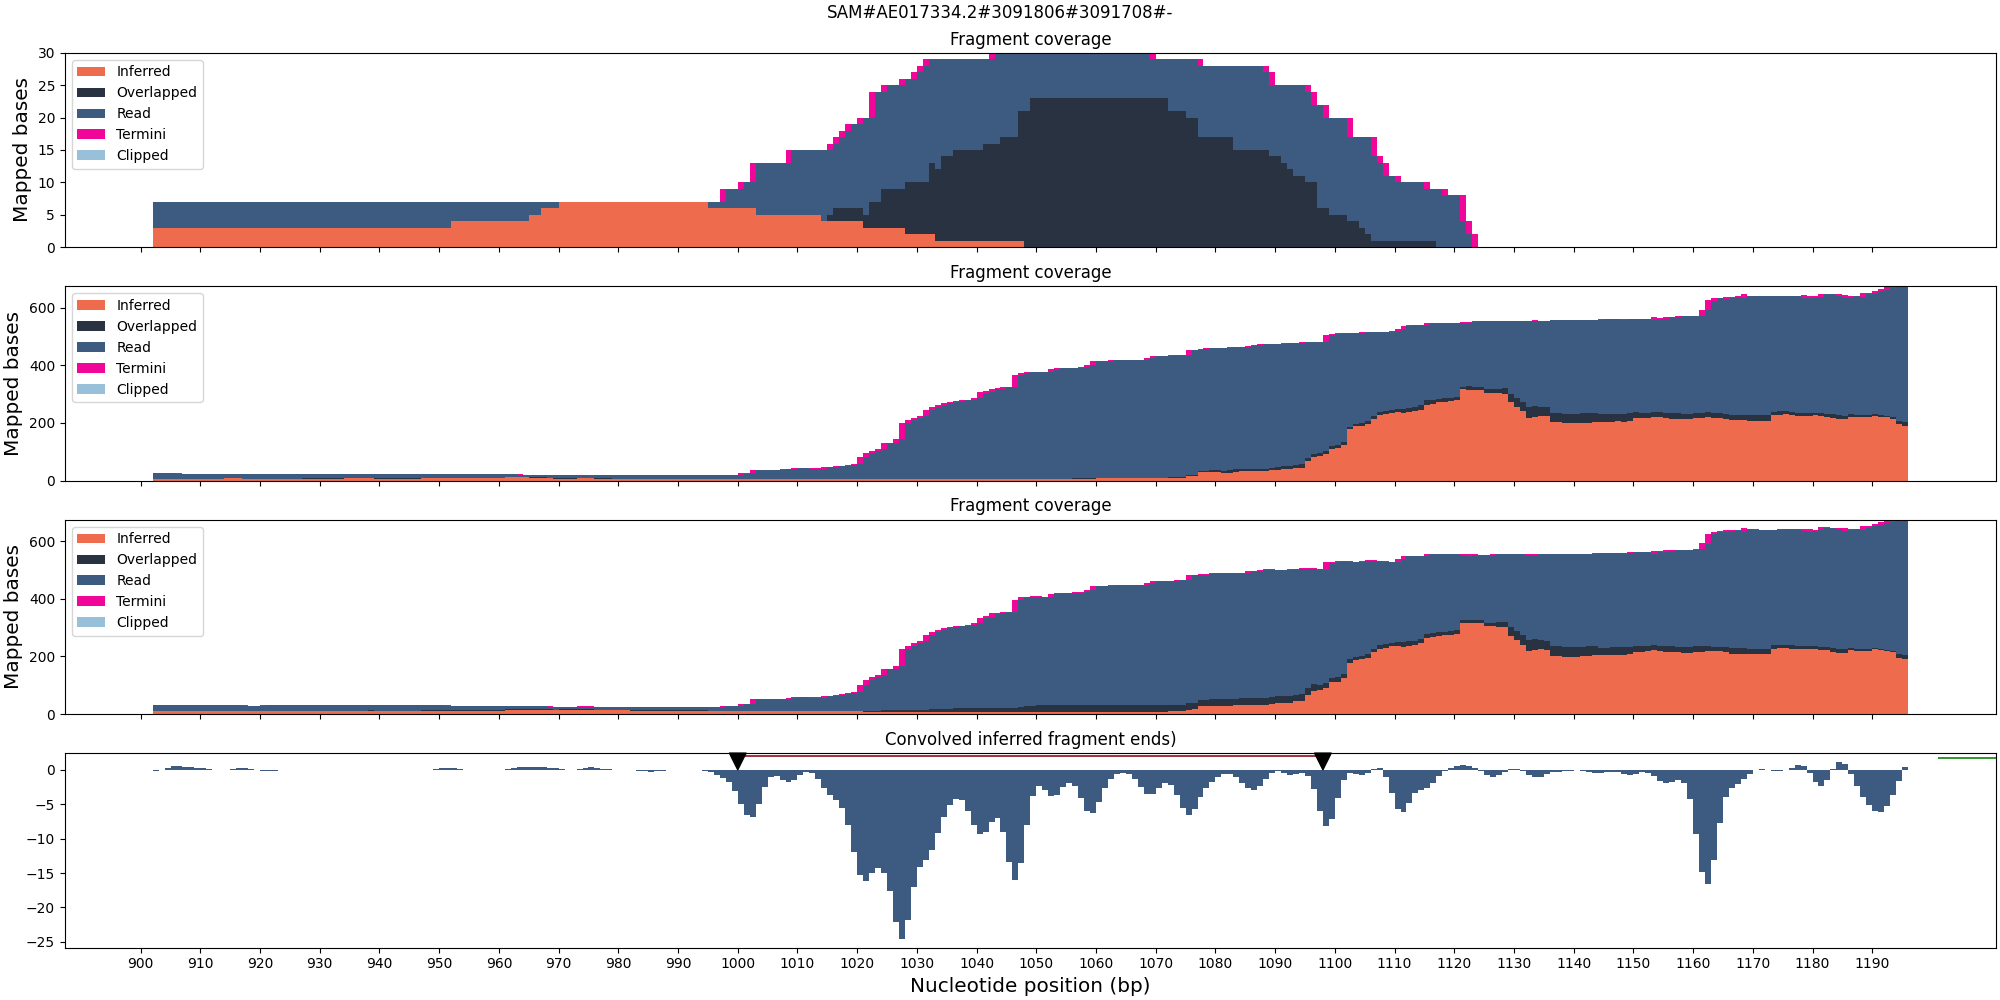 SAM#AE017334.2#3091806#3091708#-
Fragment coverage
Mapped bases
30
25
20
15
10
5
0
Inferred
Overlapped
Read
Termini
Clipped
Fragment coverage
Mapped bases
600
400
200
0
Inferred
Overlapped
Read
Termini
Clipped
Fragment coverage
Mapped bases
600
400
200
0
Inferred
Overlapped
Read
Termini
Clipped
Convolved inferred fragment ends)
0
−5
−10
−15
−20
−25
900 910 920 930 940 950 960 970 980 990 1000 1010 1020 1030 1040 1050 1060 1070 1080 1090 1100 1110 1120 1130 1140 1150 1160 1170 1180 1190
Nucleotide position (bp)